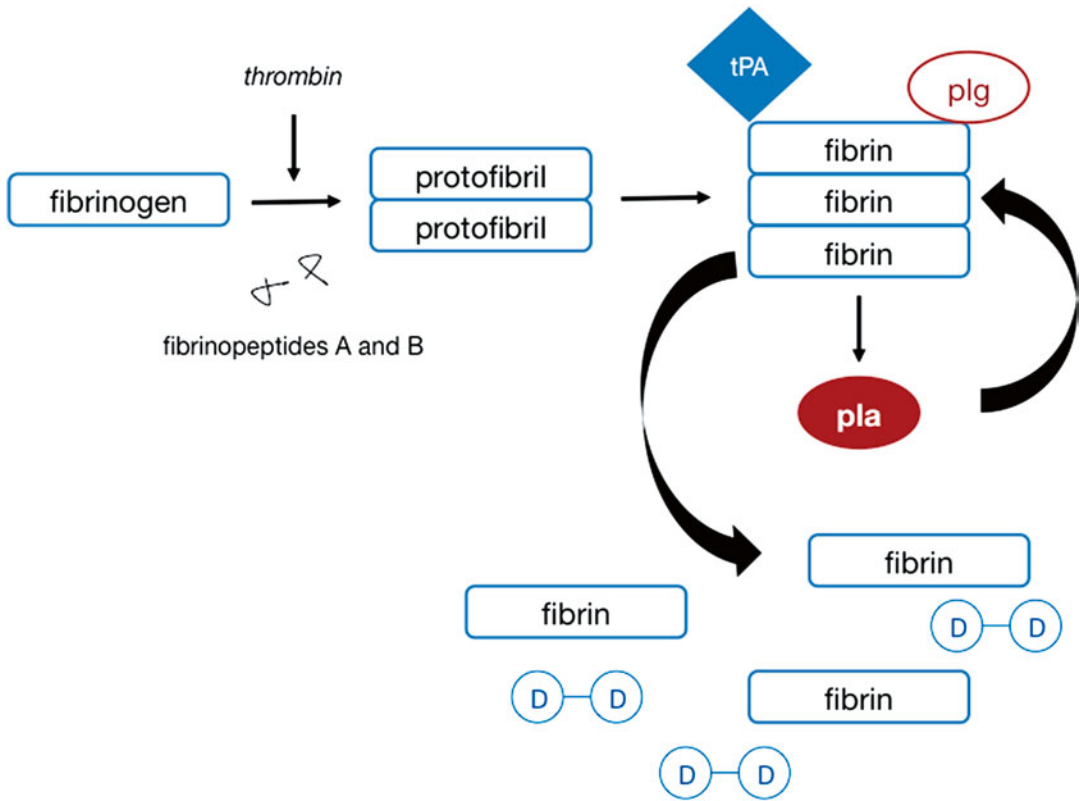 thrombin
fibrinogen
protofibril
protofibril
fibrinopeptides A and B
tPA
plg
fibrin
fibrin
fibrin
pla
fibrin
D D
fibrin
D D
fibrin
D D